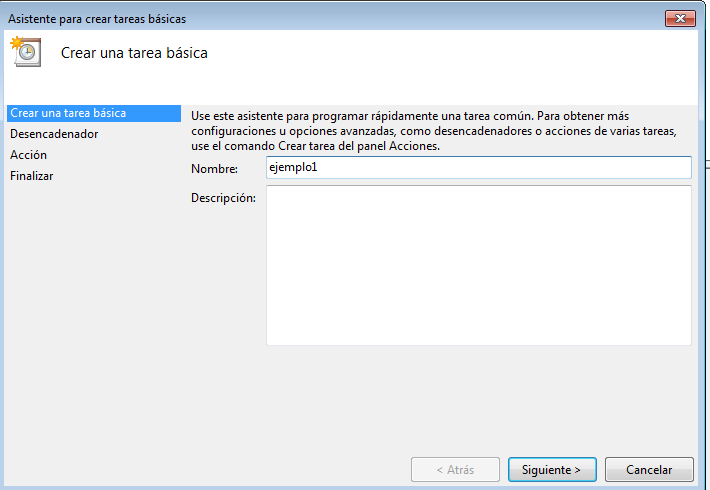 Asistente para crear tareas básicas
Crear una tarea básica
Crear una tarea básica
Desencadenador
Acción
Finalizar
Use este asistente para programar rápidamente una tarea común. Para obtener más
configuraciones u opciones avanzadas, como desencadenadores o acciones de varias tareas,
use el comando Crear tarea del panel Acciones.
Nombre: ejemplo1
Descripción:
< Atrás Siguiente > Cancelar